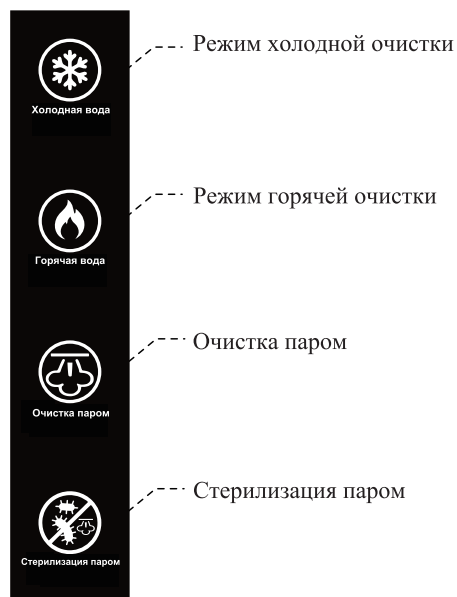 Режим холодной очистки
Холодная вода
Режим горячей очистки
Горячая вода
Очистка паром
Очистка паром
Стерилизация паром
Стерилизация паром